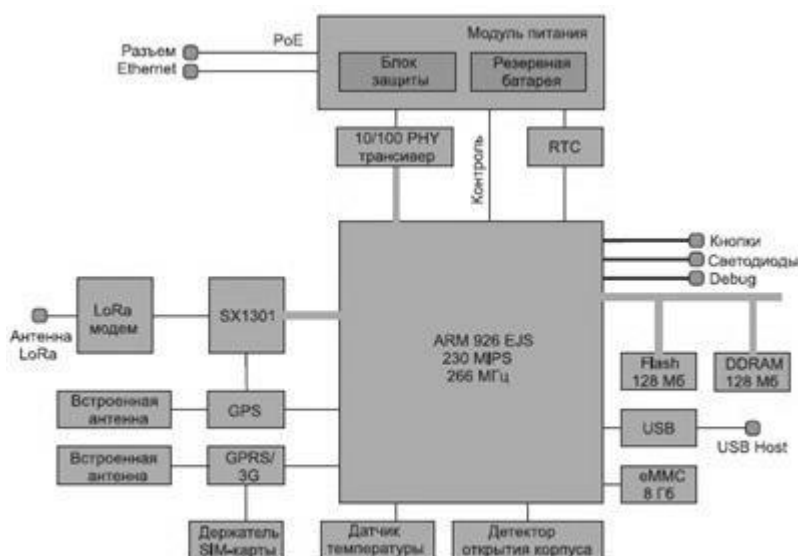 Модуль питания
PoE
Разъем
Ethernet
Блок
защиты
Резервная
батарея
10/100 PHY
трансивер
Контроль
RTC
Кнопки
Светодиоды
Debug
LoRa
модем
SX1301
Антенна
LoRa
ARM 926 EJS
230 MIPS
266 МГц
Flash
128 Мб
DDRAM
128 Мб
Встроенная
антенна
GPS
USB
USB Host
Встроенная
антенна
GPRS/
3G
eMMC
8 Гб
Держатель
SIM-карты
Датчик
температуры
Детектор
открытия корпуса